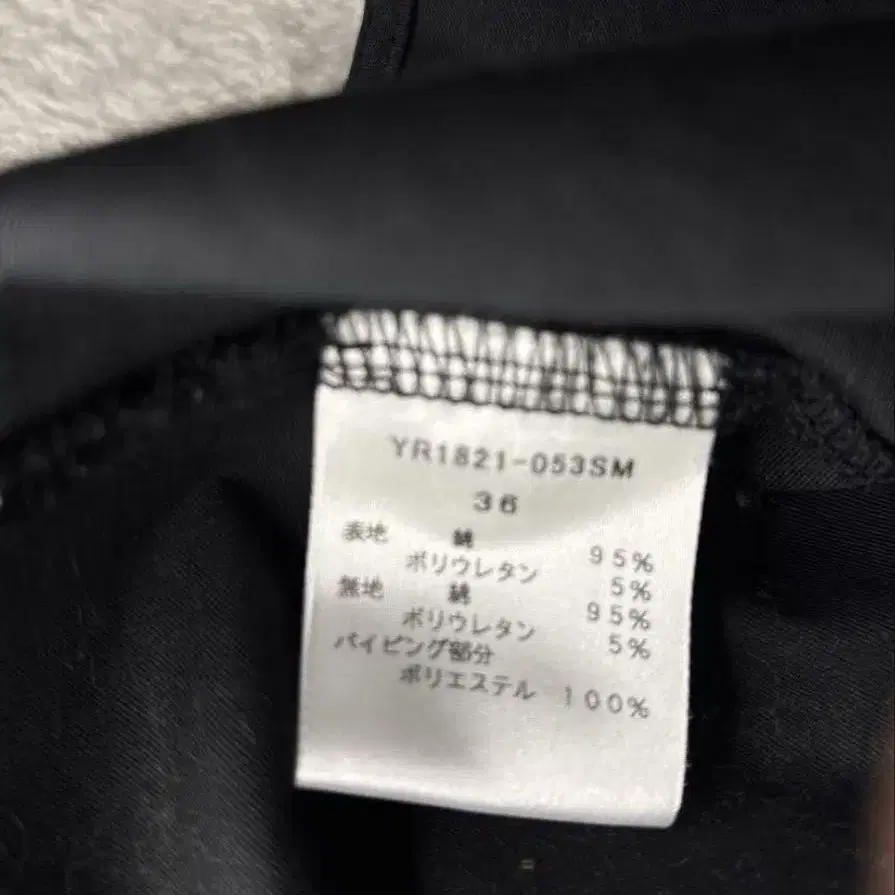 YR1821-053SM
36
表地 綿 95%
ポリウレタン 5%
無地 綿 95%
ポリウレタン 5%
パイピング部分
ポリエステル 100%